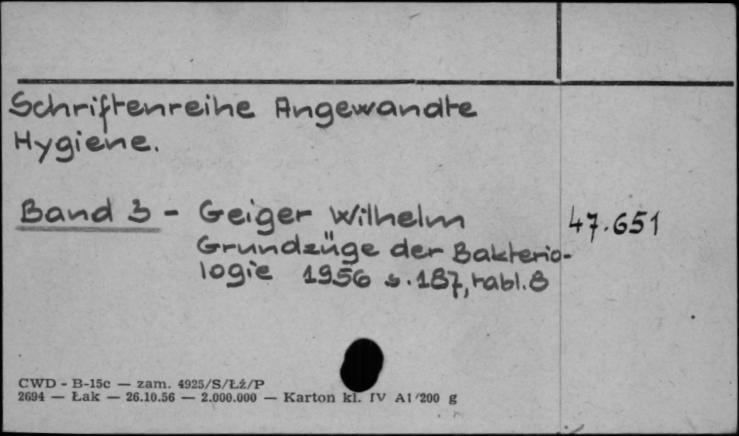 Schriftenreihe Angewandte
Hygiene.
Band 3 - Geiger Wilhelm 47.651
Grundzüge der Bakterio-
logie 1956 s. 187, tabl. 8
CWD - B-15c — zam. 4925/S/Łż/P
2694 — Łak — 26.10.56 — 2.000.000 — Karton kl. IV A1/200 g